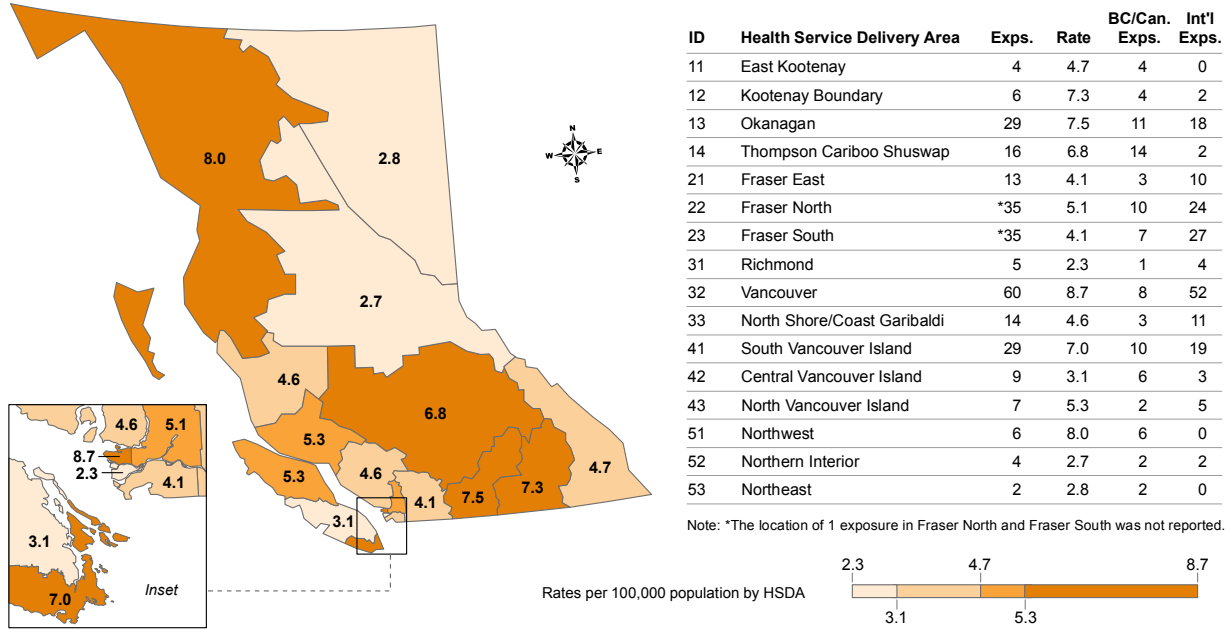 8.0
2.8
2.7
4.6
6.8
5.3
5.3
4.6
4.1
7.5
7.3
4.7
3.1
N
W E
S
4.6
5.1
8.7
2.3
4.1
3.1
7.0
Inset
ID Health Service Delivery Area Exps. Rate BC/Can. Exps. Int'l Exps.
11 East Kootenay 4 4.7 4 0
12 Kootenay Boundary 6 7.3 4 2
13 Okanagan 29 7.5 11 18
14 Thompson Cariboo Shuswap 16 6.8 14 2
21 Fraser East 13 4.1 3 10
22 Fraser North *35 5.1 10 24
23 Fraser South *35 4.1 7 27
31 Richmond 5 2.3 1 4
32 Vancouver 60 8.7 8 52
33 North Shore/Coast Garibaldi 14 4.6 3 11
41 South Vancouver Island 29 7.0 10 19
42 Central Vancouver Island 9 3.1 6 3
43 North Vancouver Island 7 5.3 2 5
51 Northwest 6 8.0 6 0
52 Northern Interior 4 2.7 2 2
53 Northeast 2 2.8 2 0
Note: *The location of 1 exposure in Fraser North and Fraser South was not reported.
Rates per 100,000 population by HSDA
2.3 4.7 8.7
3.1 5.3